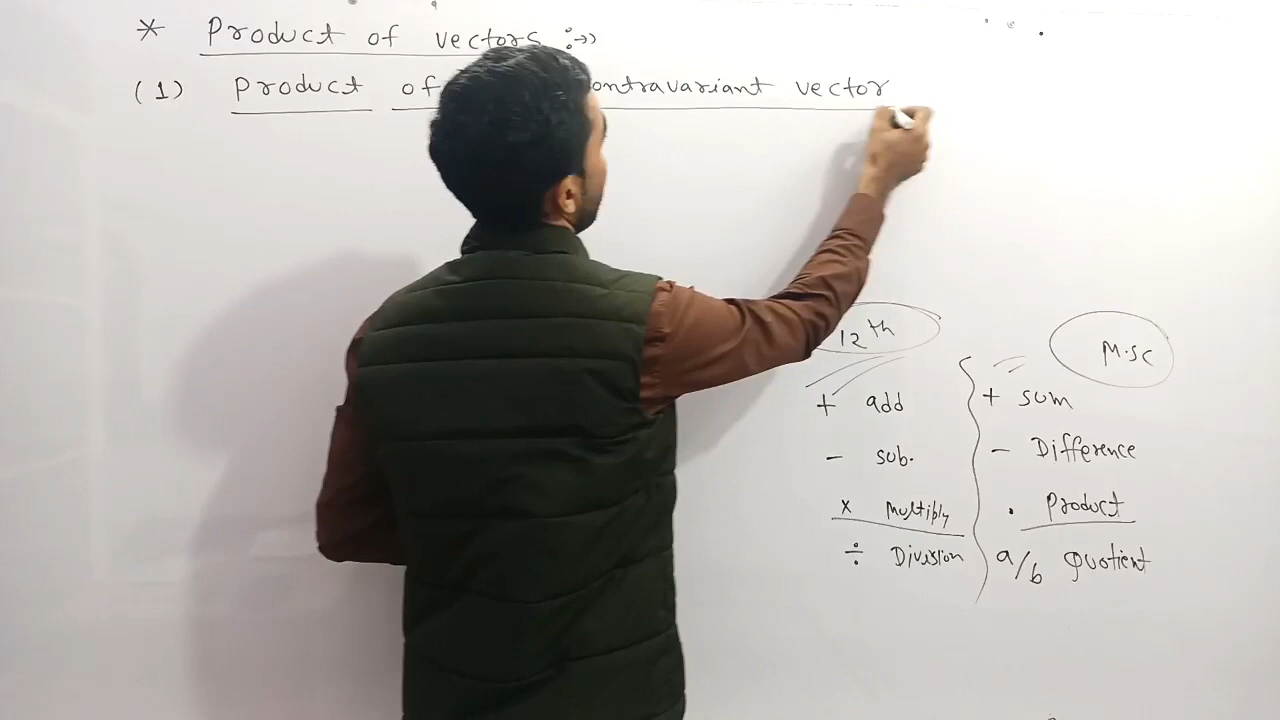 * Product of vectors :→>
(1) Product of ontravariant vector
12th
+ add
- sub.
x multiply
÷ Division
M.SC
+ sum
- Difference
. Product
a/b Quotient